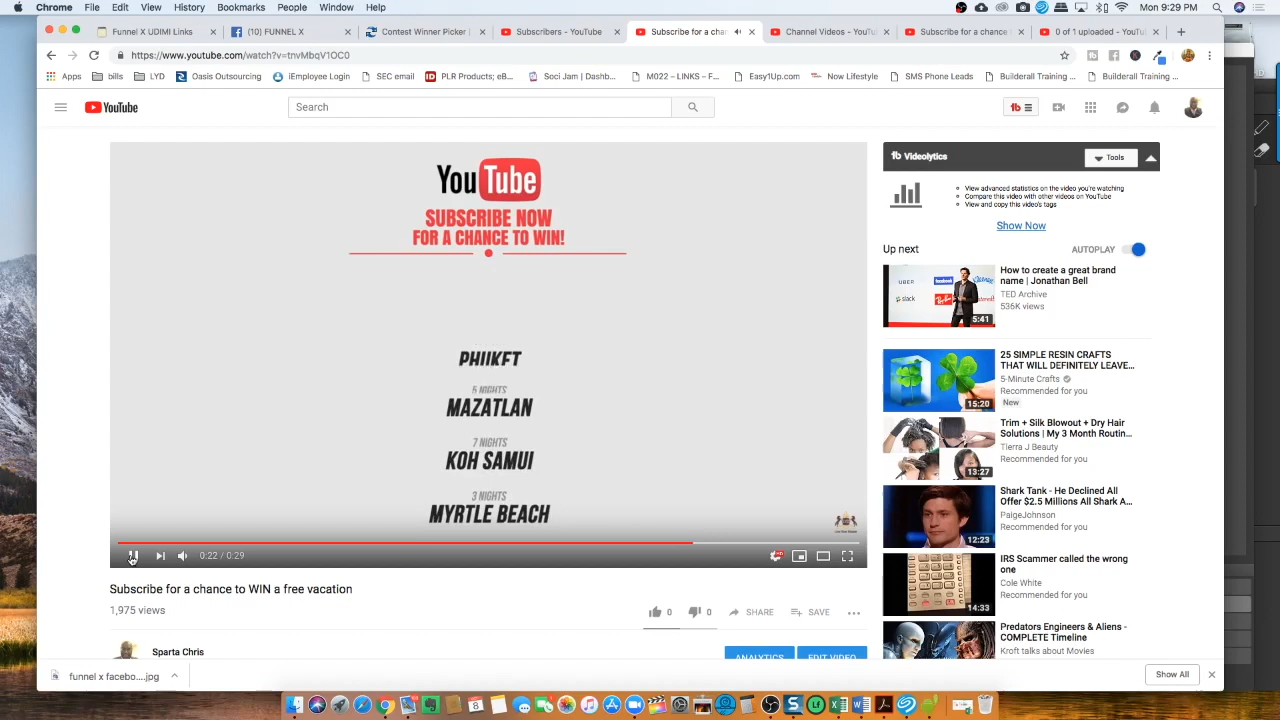 Chrome File Edit View History Bookmarks People Window Help Mon 9:29 PM
Funnel X UDIMI Links
(10) FUNNEL X
Contest Winner Picker |
Subscribers - YouTube
Subscribe for a chan
Channel Videos - YouTu
Subscribe for a chance
0 of 1 uploaded - YouTub
https://www.youtube.com/watch?v=tnvMbqV1OC0
Apps bills LYD Oasis Outsourcing iEmployee Login SEC email PLR Products; eB... Soci Jam | Dashb... M022 – LINKS – F... Easy1Up.com Now Lifestyle SMS Phone Leads Builderall Training ... Builderall Training ...
YouTube
Search
YouTube
SUBSCRIBE NOW
FOR A CHANCE TO WIN!
5 NIGHTS
MAZATLAN
7 NIGHTS
KOH SAMUI
3 NIGHTS
MYRTLE BEACH
0:22 / 0:29
Subscribe for a chance to WIN a free vacation
1,975 views
0 0 SHARE SAVE
Sparta Chris
ANALYTICS EDIT VIDEO
tb Videolytics
Tools
View advanced statistics on the video you're watching
Compare this video with other videos on YouTube
View and copy this video's tags
Show Now
Up next
AUTOPLAY
How to create a great brand
name | Jonathan Bell
TED Archive
536K views
5:41
25 SIMPLE RESIN CRAFTS
THAT WILL DEFINITELY LEAVE...
5-Minute Crafts
Recommended for you
New
15:20
Trim + Silk Blowout + Dry Hair
Solutions | My 3 Month Routin...
Tierra J Beauty
Recommended for you
13:27
Shark Tank - He Declined All
Offer $2.5 Millions All Shark A...
PaigeJohnson
Recommended for you
12:23
IRS Scammer called the wrong
one
Cole White
Recommended for you
14:33
Predators Engineers & Aliens -
COMPLETE Timeline
Kroft talks about Movies
funnel x facebo....jpg
Show All